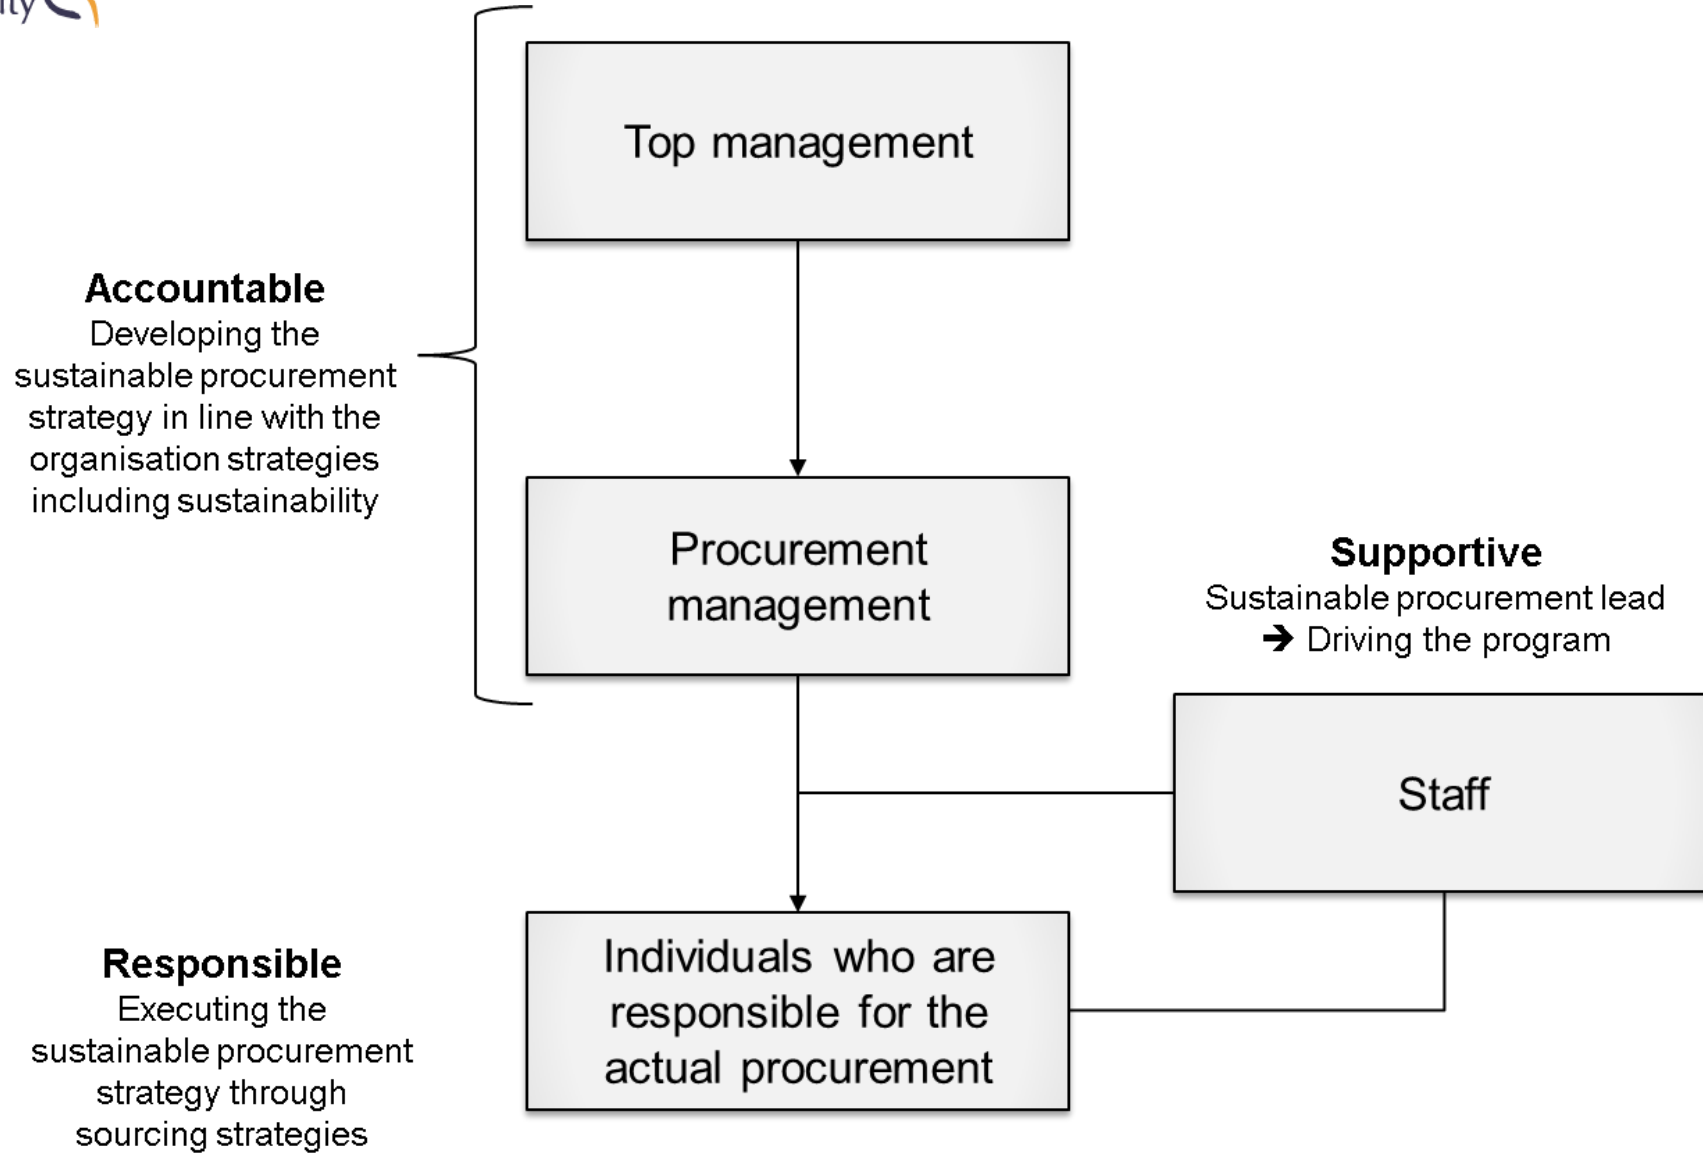 Top management
Accountable
Developing the
sustainable procurement
strategy in line with the
organisation strategies
including sustainability
Procurement
management
Supportive
Sustainable procurement lead
➔ Driving the program
Staff
Responsible
Executing the
sustainable procurement
strategy through
sourcing strategies
Individuals who are
responsible for the
actual procurement